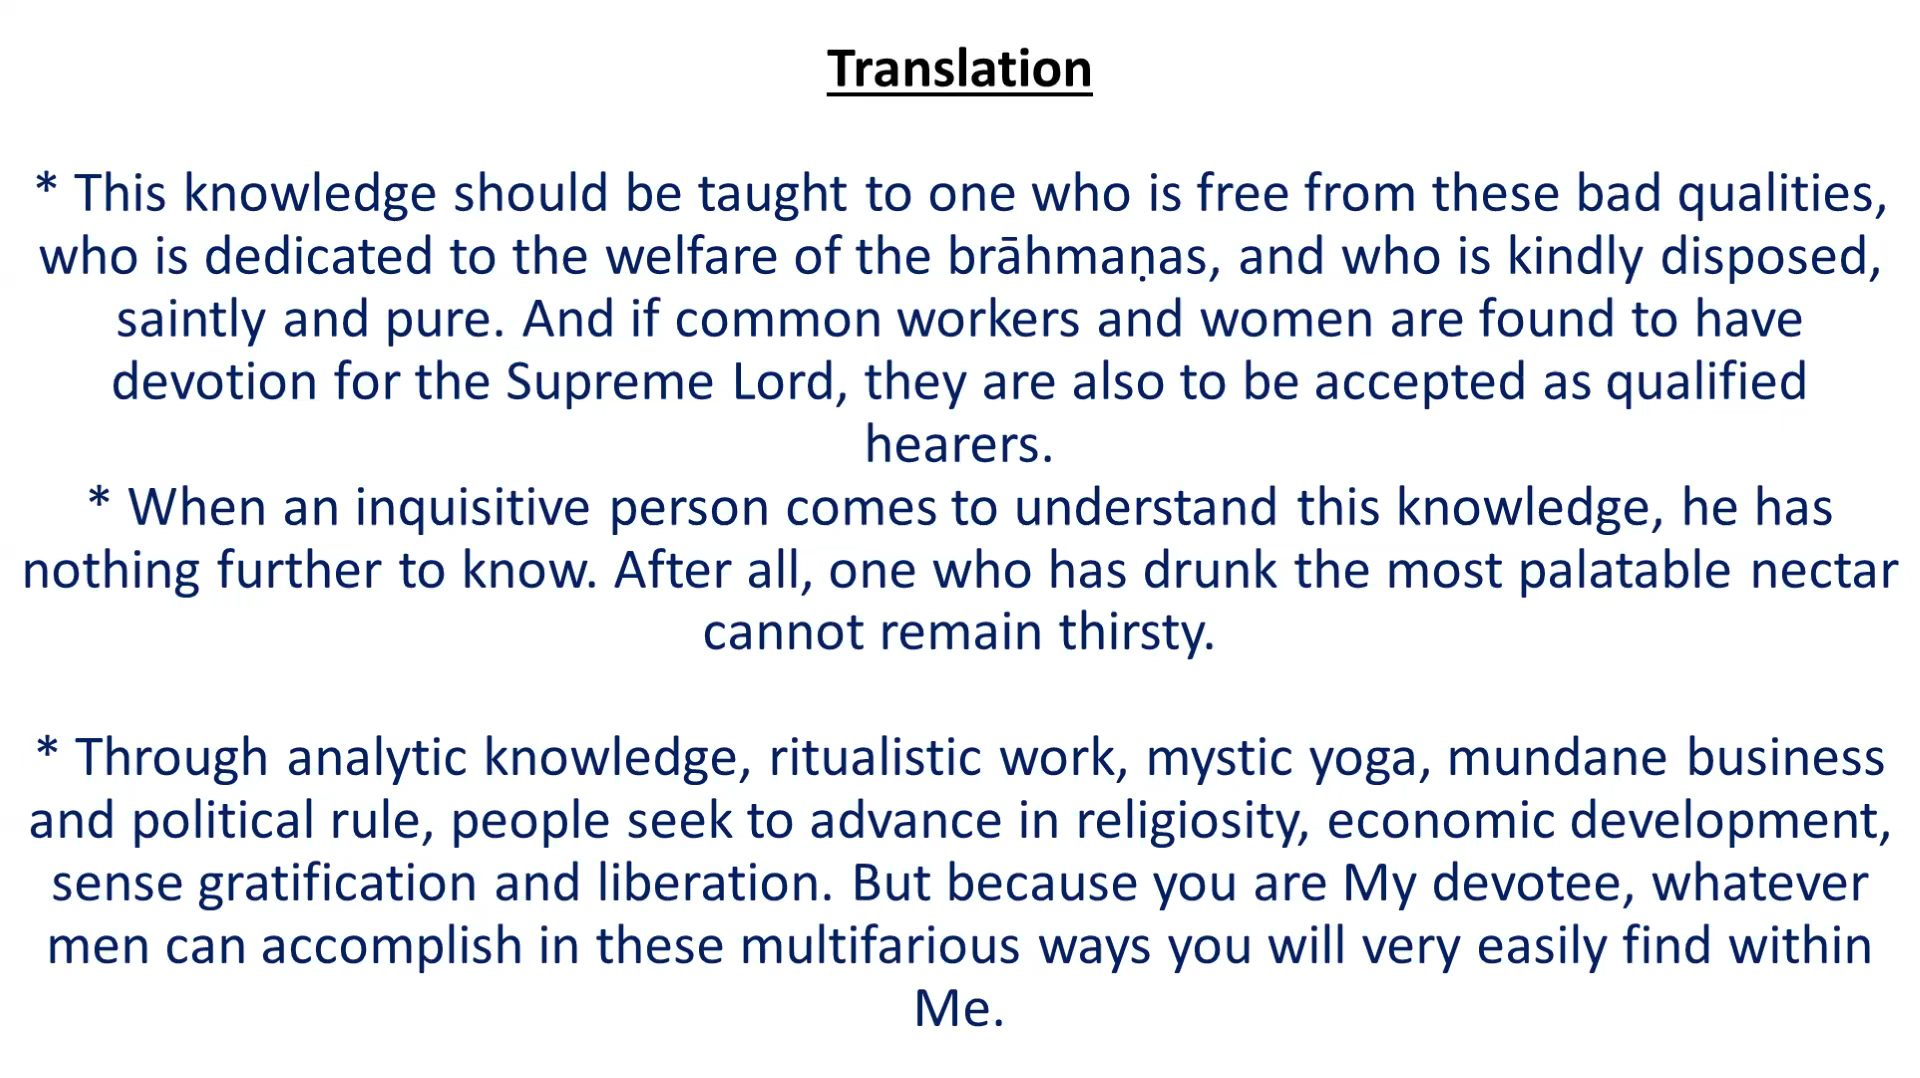 Translation
* This knowledge should be taught to one who is free from these bad qualities,
who is dedicated to the welfare of the brāhmaṇas, and who is kindly disposed,
saintly and pure. And if common workers and women are found to have
devotion for the Supreme Lord, they are also to be accepted as qualified
hearers.
* When an inquisitive person comes to understand this knowledge, he has
nothing further to know. After all, one who has drunk the most palatable nectar
cannot remain thirsty.
* Through analytic knowledge, ritualistic work, mystic yoga, mundane business
and political rule, people seek to advance in religiosity, economic development,
sense gratification and liberation. But because you are My devotee, whatever
men can accomplish in these multifarious ways you will very easily find within
Me.